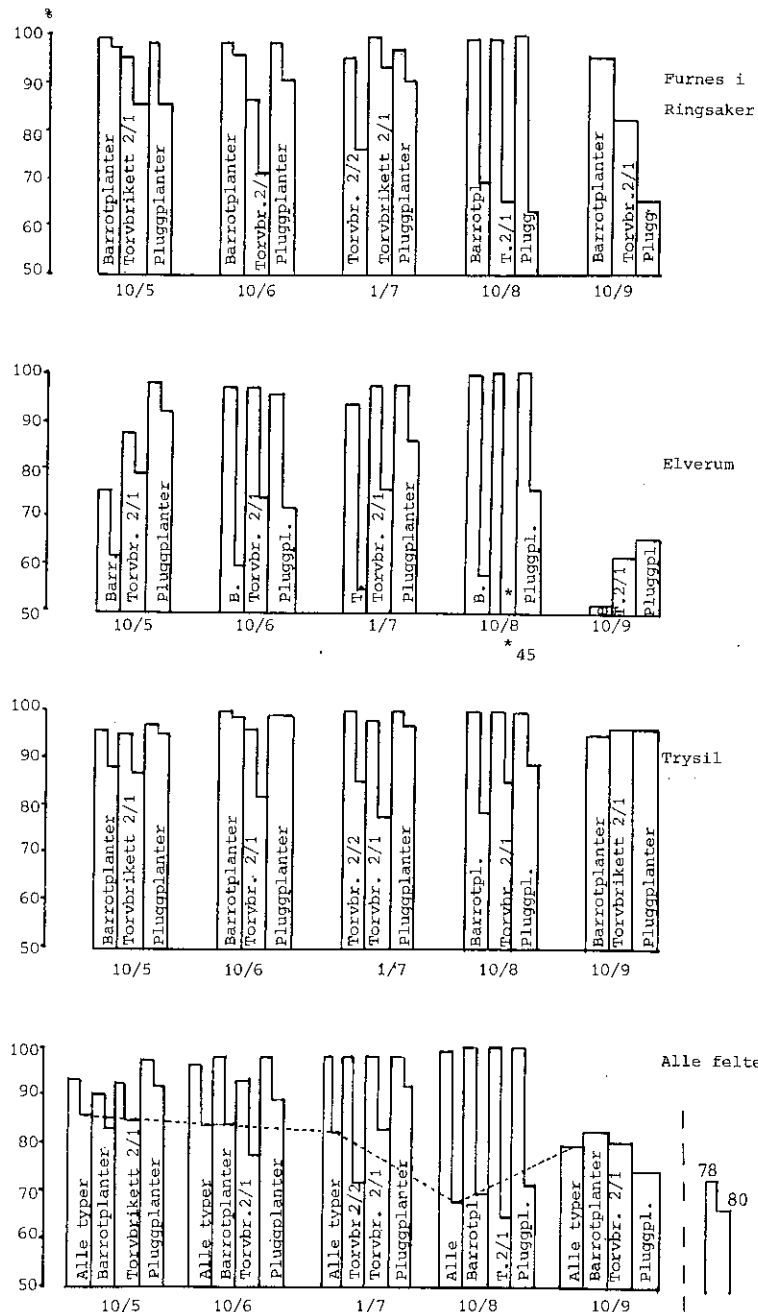 %
100
90
80
70
60
50
Barrotplanter
Torvbrikett 2/1
Pluggplanter
Barrotplanter
Torvbr. 2/1
Pluggplanter
Torvbr. 2/2
Torvbrikett 2/1
Pluggplanter
Barrotpl
T.2/1
Plugg
Barrotplanter
Torvbr.2/1
Plugg.
10/5 10/6 1/7 10/8 10/9
Furnes i
Ringsaker
100
90
80
70
60
50
Barr.
Torvbr. 2/1
Pluggplanter
B.
Torvbr. 2/1
Pluggplanter
T.
Torvbr. 2/1
Pluggplanter
B.
*
Pluggpl.
T.2/1
Pluggpl
10/5 10/6 1/7 10/8 10/9
* 45
Elverum
100
90
80
70
60
50
Barrotplanter
Torvbrikett 2/1
Pluggplanter
Barrotplanter
Torvbr. 2/1
Pluggplanter
Torvbr. 2/2
Torvbr. 2/1
Pluggplanter
Barrotpl.
Torvbr. 2/1
Pluggpl.
Barrotplanter
Torvbrikett 2/1
Pluggplanter
10/5 10/6 1/7 10/8 10/9
Trysil
100
90
80
70
60
50
Alle typer
Barrotplanter
Torvbrikett 2/1
Pluggplanter
Alle typer
Barrotplanter
Torvbr.2/1
Pluggplanter
Alle typer
Torvbr.2/2
Torvbr. 2/1
Pluggplanter
Alle
Barrotpl
T.2/1
Pluggpl.
Alle typer
Barrotplanter
Torvbr. 2/1
Pluggpl.
10/5 10/6 1/7 10/8 10/9
Alle felte
78
80